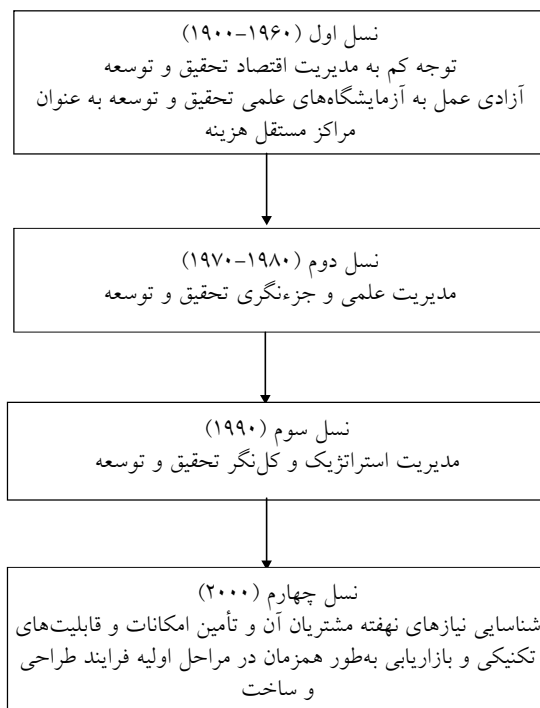 نسل اول (۱۹۶۰-۱۹۰۰)
توجه کم به مدیریت اقتصاد تحقیق و توسعه
آزادی عمل به آزمایشگاه‌های علمی تحقیق و توسعه به عنوان
مراکز مستقل هزینه
نسل دوم (۱۹۸۰-۱۹۷۰)
مدیریت علمی و جزءنگری تحقیق و توسعه
نسل سوم (۱۹۹۰)
مدیریت استراتژیک و کل‌نگر تحقیق و توسعه
نسل چهارم (۲۰۰۰)
شناسایی نیازهای نهفته مشتریان آن و تأمین امکانات و قابلیت‌های
تکنیکی و بازاریابی به‌طور همزمان در مراحل اولیه فرایند طراحی
و ساخت